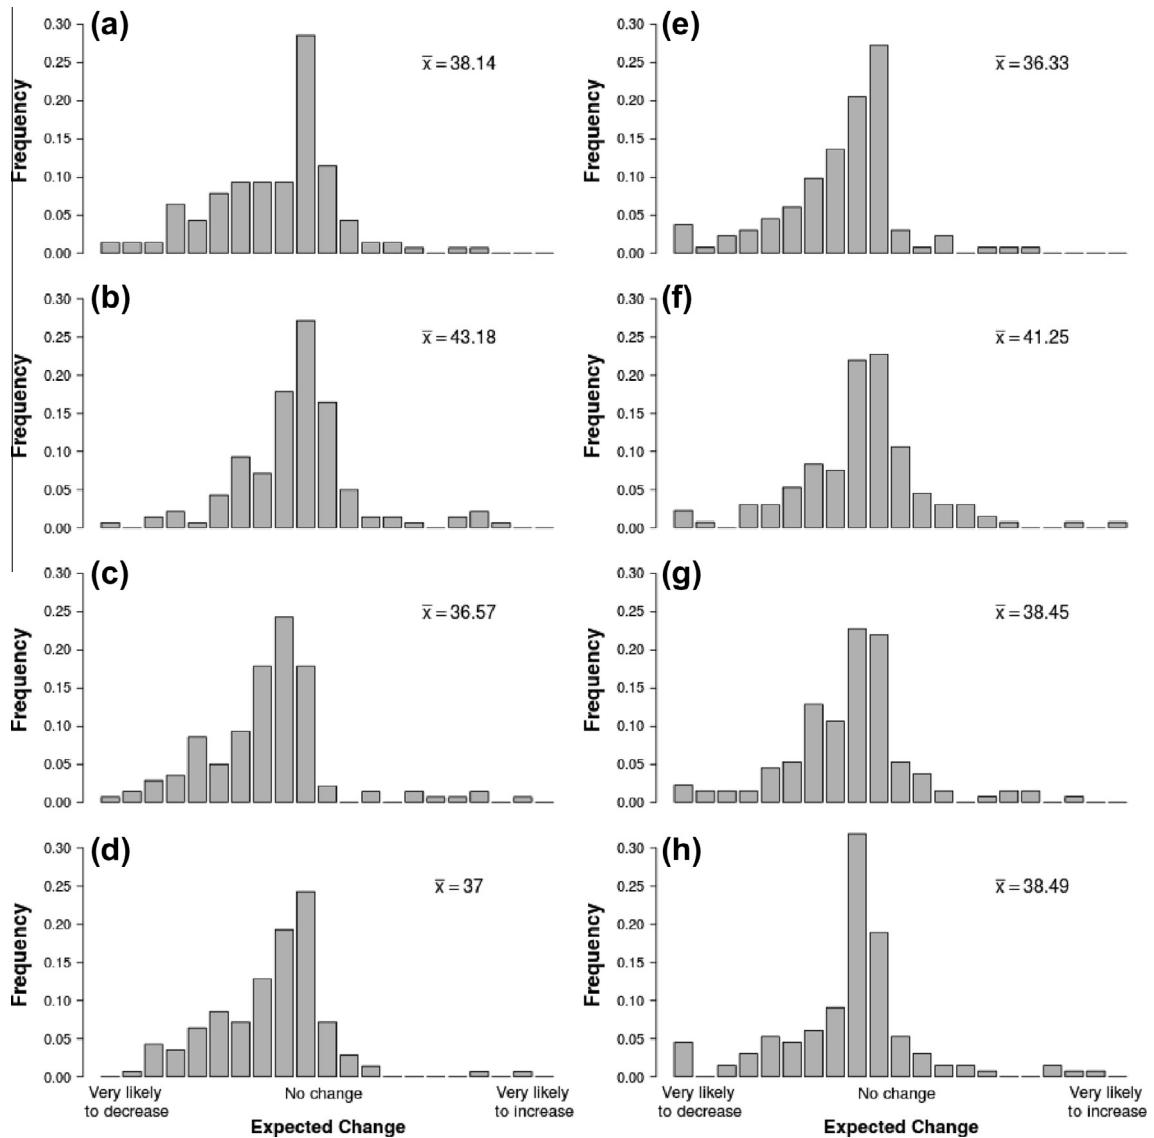 (a)
0.30
0.25
0.20
0.15
0.10
0.05
0.00
Frequency
x̄ = 38.14
(e)
0.30
0.25
0.20
0.15
0.10
0.05
0.00
Frequency
x̄ = 36.33
(b)
0.30
0.25
0.20
0.15
0.10
0.05
0.00
Frequency
x̄ = 43.18
(f)
0.30
0.25
0.20
0.15
0.10
0.05
0.00
Frequency
x̄ = 41.25
(c)
0.30
0.25
0.20
0.15
0.10
0.05
0.00
Frequency
x̄ = 36.57
(g)
0.30
0.25
0.20
0.15
0.10
0.05
0.00
Frequency
x̄ = 38.45
(d)
0.30
0.25
0.20
0.15
0.10
0.05
0.00
Frequency
x̄ = 37
Very likely
to decrease
No change
Very likely
to increase
Expected Change
(h)
0.30
0.25
0.20
0.15
0.10
0.05
0.00
Frequency
x̄ = 38.49
Very likely
to decrease
No change
Very likely
to increase
Expected Change